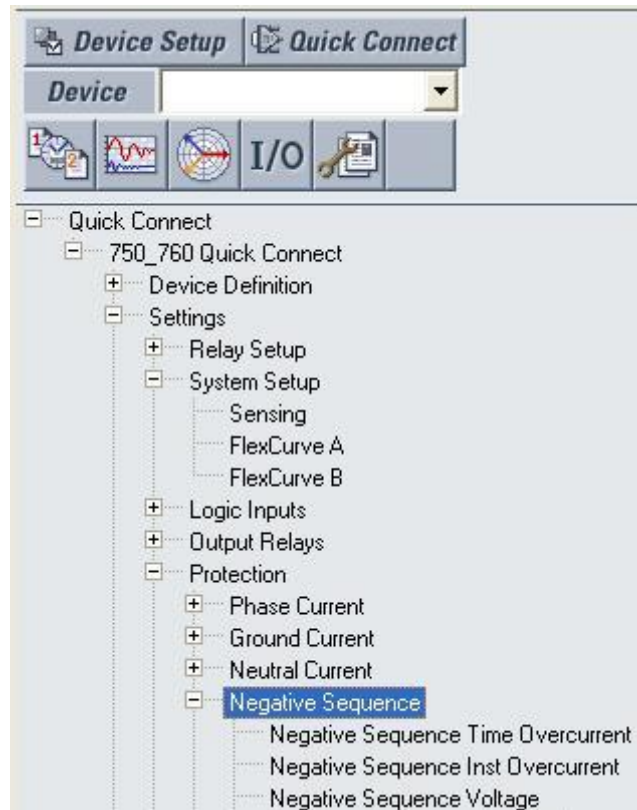 Device Setup Quick Connect
Device
1 2 I/O
Quick Connect
750_760 Quick Connect
Device Definition
Settings
Relay Setup
System Setup
Sensing
FlexCurve A
FlexCurve B
Logic Inputs
Output Relays
Protection
Phase Current
Ground Current
Neutral Current
Negative Sequence
Negative Sequence Time Overcurrent
Negative Sequence Inst Overcurrent
Negative Sequence Voltage